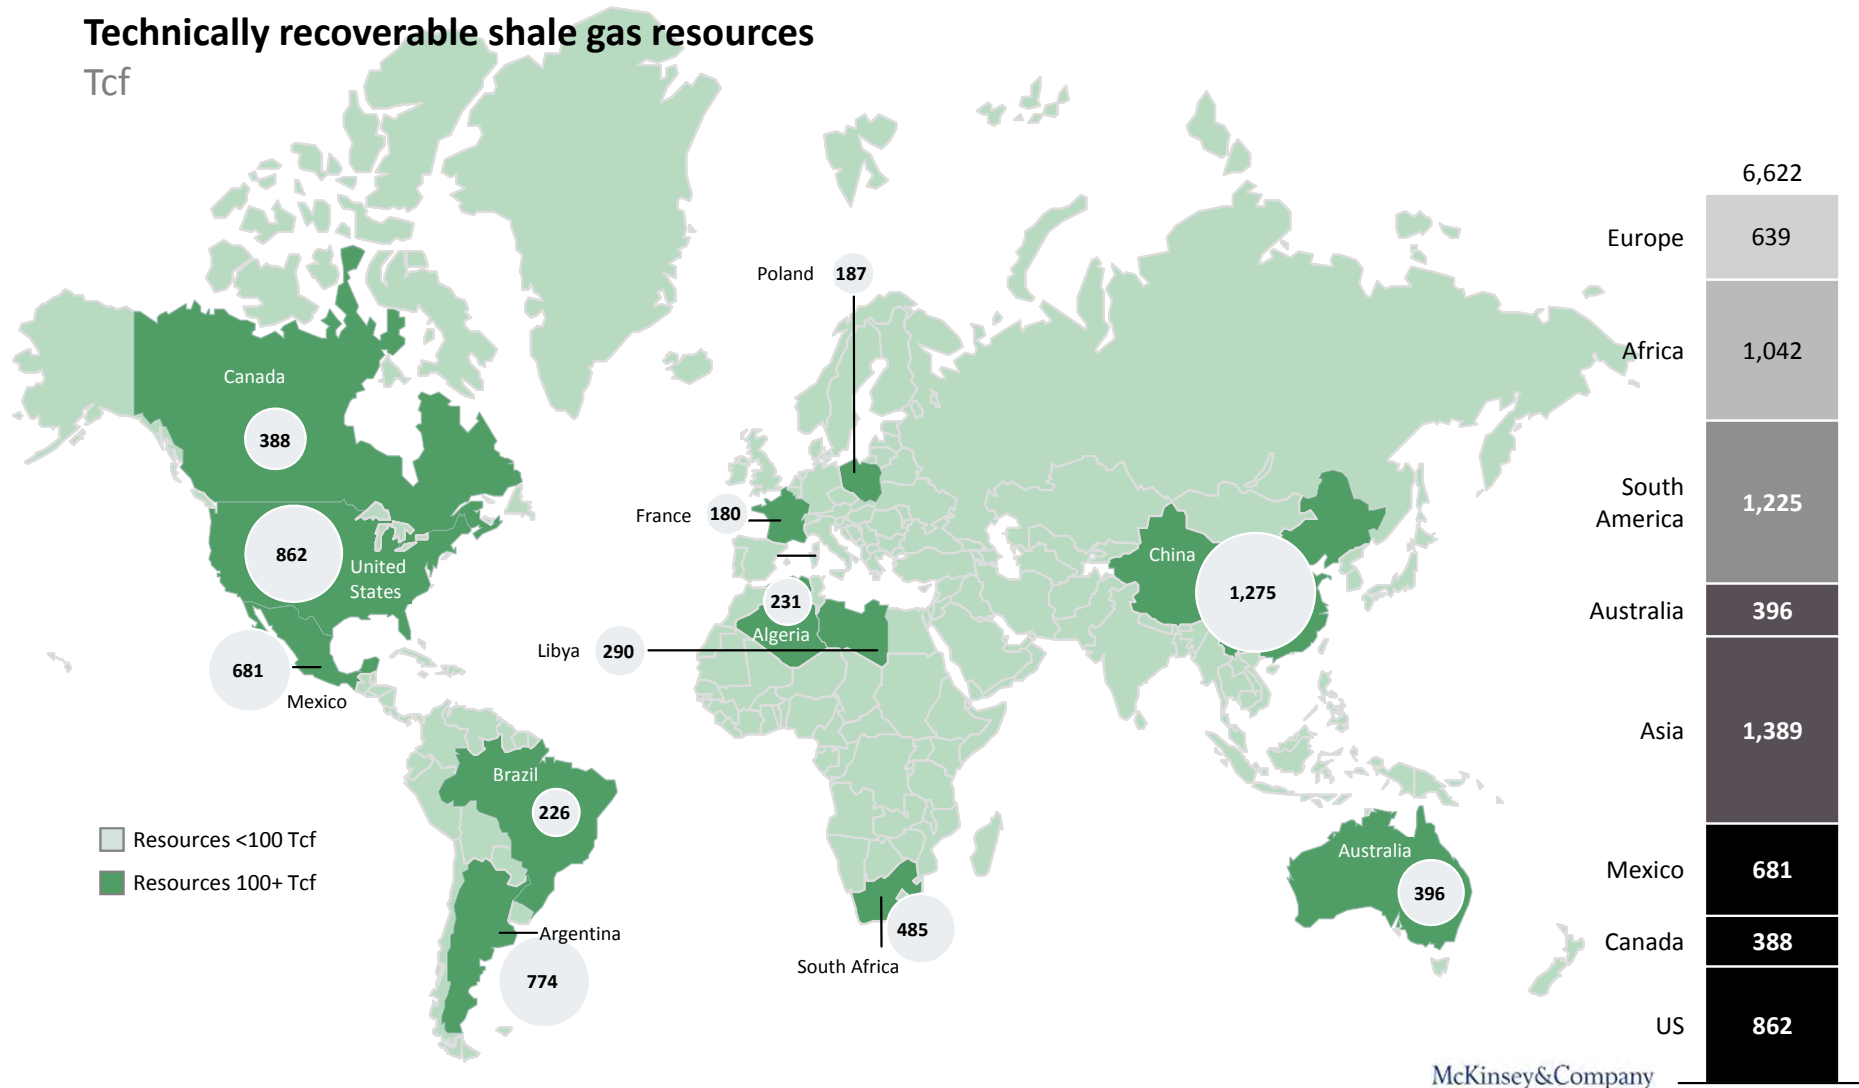 Technically recoverable shale gas resources
Tcf
6,622
Europe 639
Africa 1,042
South
America
1,225
Australia 396
Asia 1,389
Mexico 681
Canada 388
US 862
Poland 187
Canada
388
France 180
862
United
States
China
1,275
231
Algeria
Libya 290
681
Mexico
Brazil
226
Resources <100 Tcf
Resources 100+ Tcf
Australia
396
Argentina
774
485
South Africa
McKinsey&Company